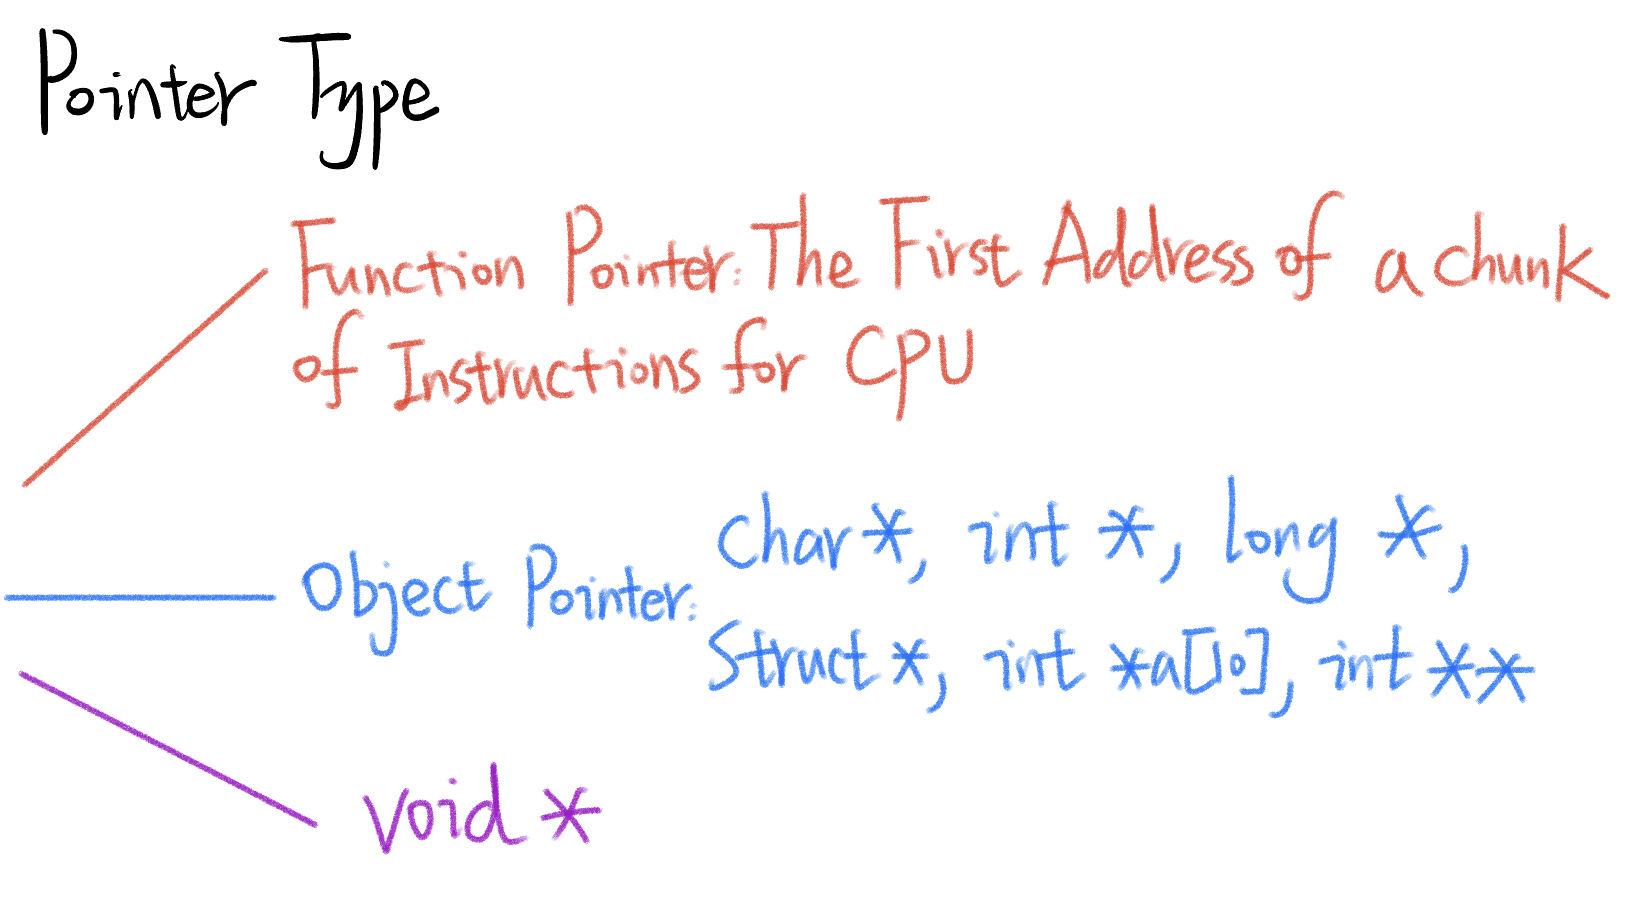 Pointer Type
Function Pointer: The First Address of a chunk
of Instructions for CPU
Object Pointer: char *, int *, long *,
Struct *, int *a[10], int **
void *